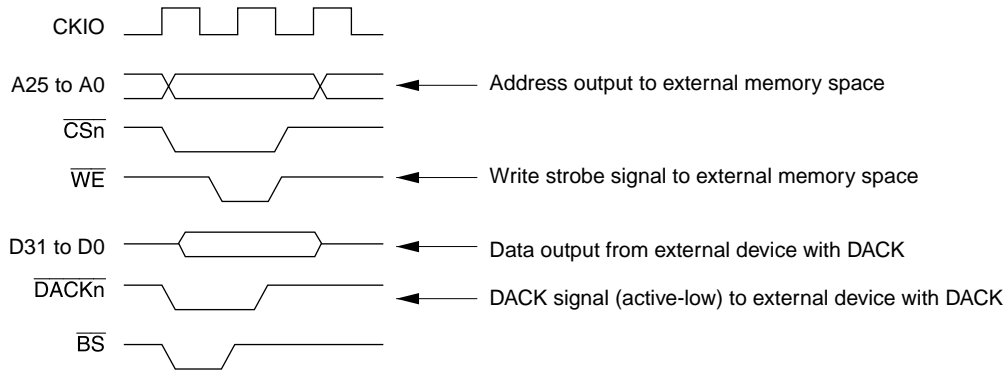 CKIO
A25 to A0
Address output to external memory space
CSn
WE
Write strobe signal to external memory space
D31 to D0
Data output from external device with DACK
DACKn
DACK signal (active-low) to external device with DACK
BS